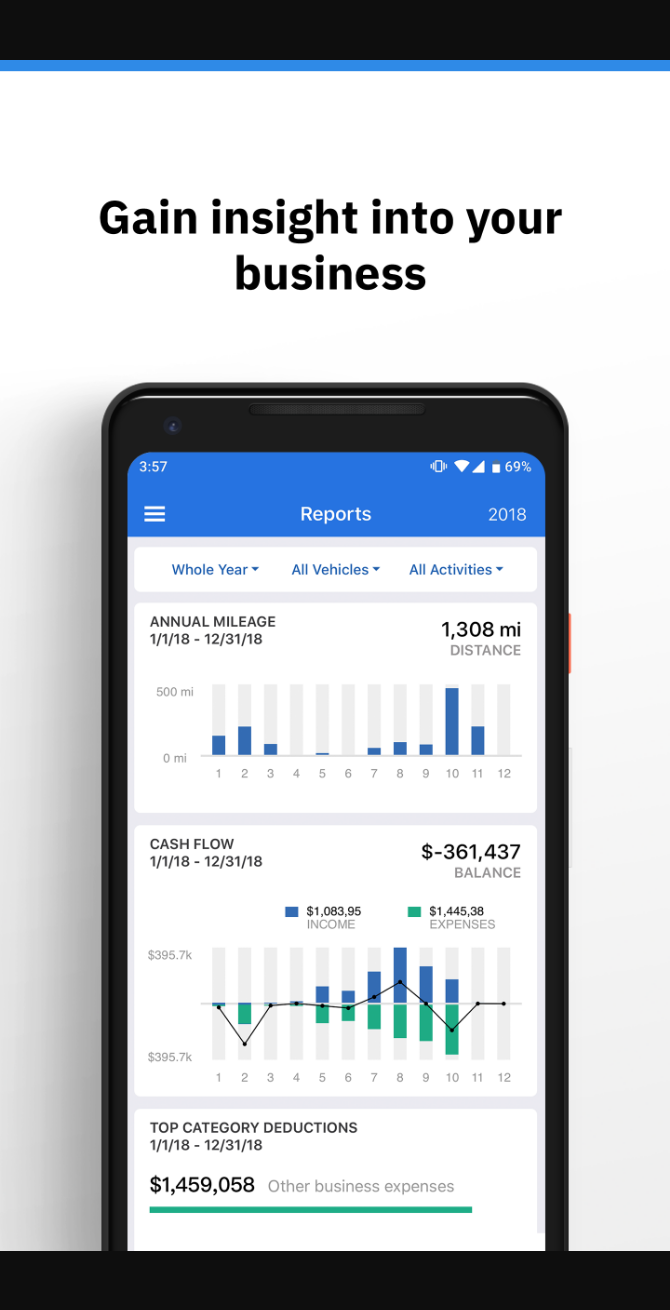 Gain insight into your
business
3:57
69%
Reports
2018
Whole Year
All Vehicles
All Activities
ANNUAL MILEAGE
1/1/18 - 12/31/18
1,308 mi
DISTANCE
500 mi
0 mi
1 2 3 4 5 6 7 8 9 10 11 12
CASH FLOW
1/1/18 - 12/31/18
$-361,437
BALANCE
$1,083,95
INCOME
$1,445,38
EXPENSES
$395.7k
$395.7k
1 2 3 4 5 6 7 8 9 10 11 12
TOP CATEGORY DEDUCTIONS
1/1/18 - 12/31/18
$1,459,058 Other business expenses